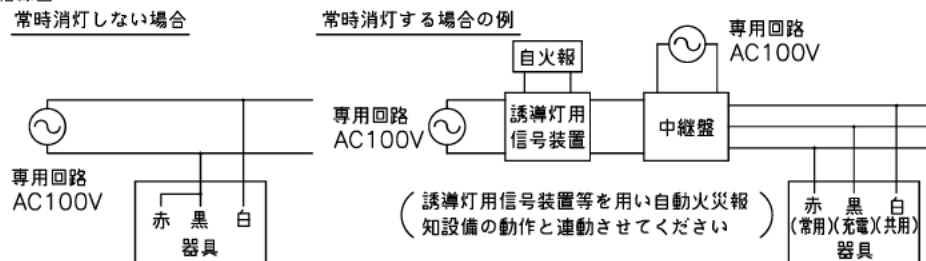 常時消灯しない場合
専用回路
AC100V
赤 黒 白
器具
常時消灯する場合の例
自火報
専用回路
AC100V
誘導灯用
信号装置
中継盤
専用回路
AC100V
(誘導灯用信号装置等を用い自動火災報
知設備の動作と連動させてください)
赤 黒 白
(常用)(充電)(共用)
器具